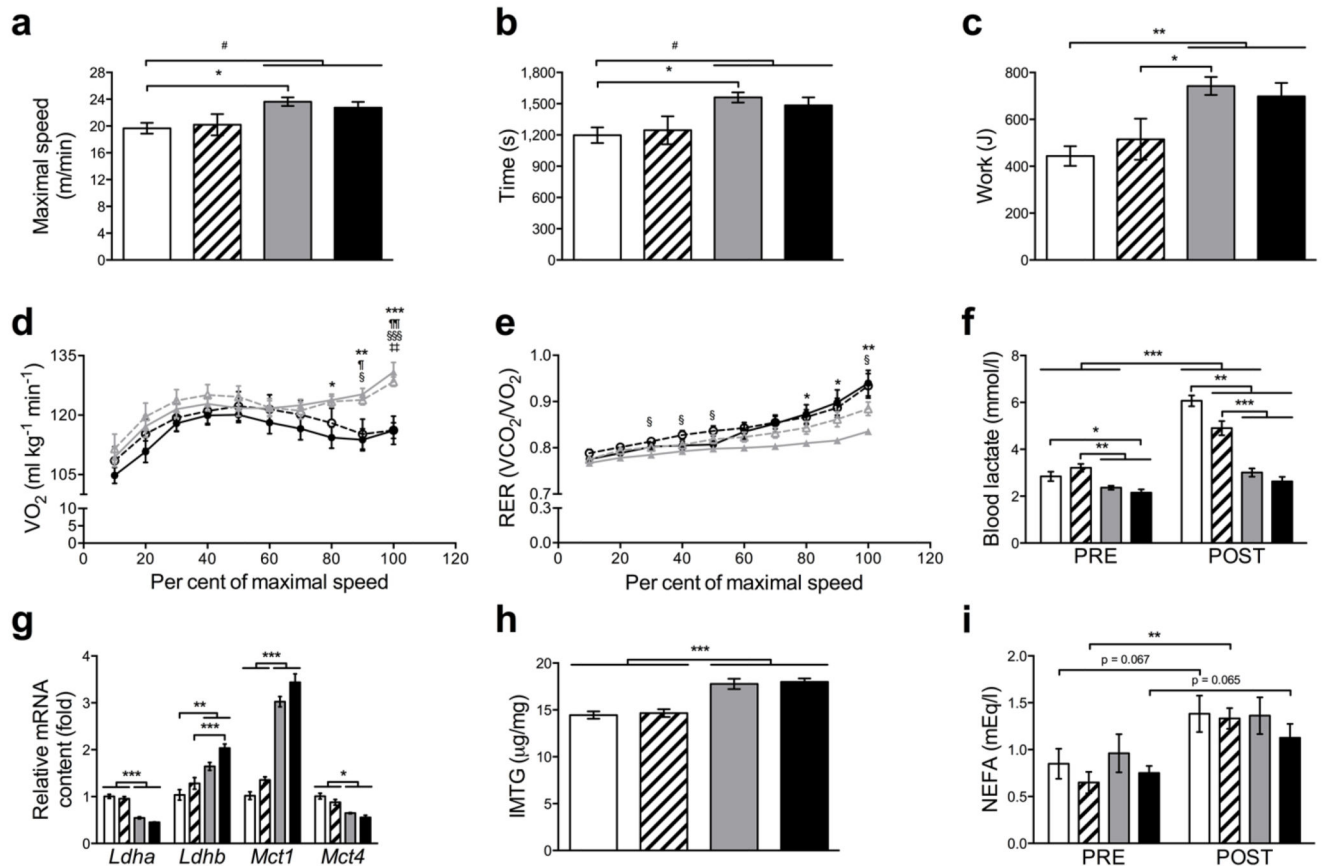 a
#
*
28
24
20
16
12
8
4
0
Maximal speed
(m/min)
b
#
*
1,800
1,500
1,200
900
600
300
0
Time (s)
c
**
*
800
600
400
200
0
Work (J)
d
***
¶¶
§§§
‡‡
**
¶
§
*
135
120
105
10
5
0
VO2 (ml kg−1 min−1)
0 20 40 60 80 100 120
Per cent of maximal speed
e
**
§
*
*
§ § §
1.0
0.9
0.8
0.7
0.3
0.0
RER (VCO2/VO2)
0 20 40 60 80 100 120
Per cent of maximal speed
f
***
**
***
*
**
8
6
4
2
0
Blood lactate (mmol/l)
PRE POST
g
***
**
***
***
*
4
3
2
1
0
Relative mRNA
content (fold)
Ldha Ldhb Mct1 Mct4
h
***
20
15
10
5
0
IMTG (μg/mg)
i
**
p = 0.067
p = 0.065
2.0
1.5
1.0
0.5
0.0
NEFA (mEq/l)
PRE POST